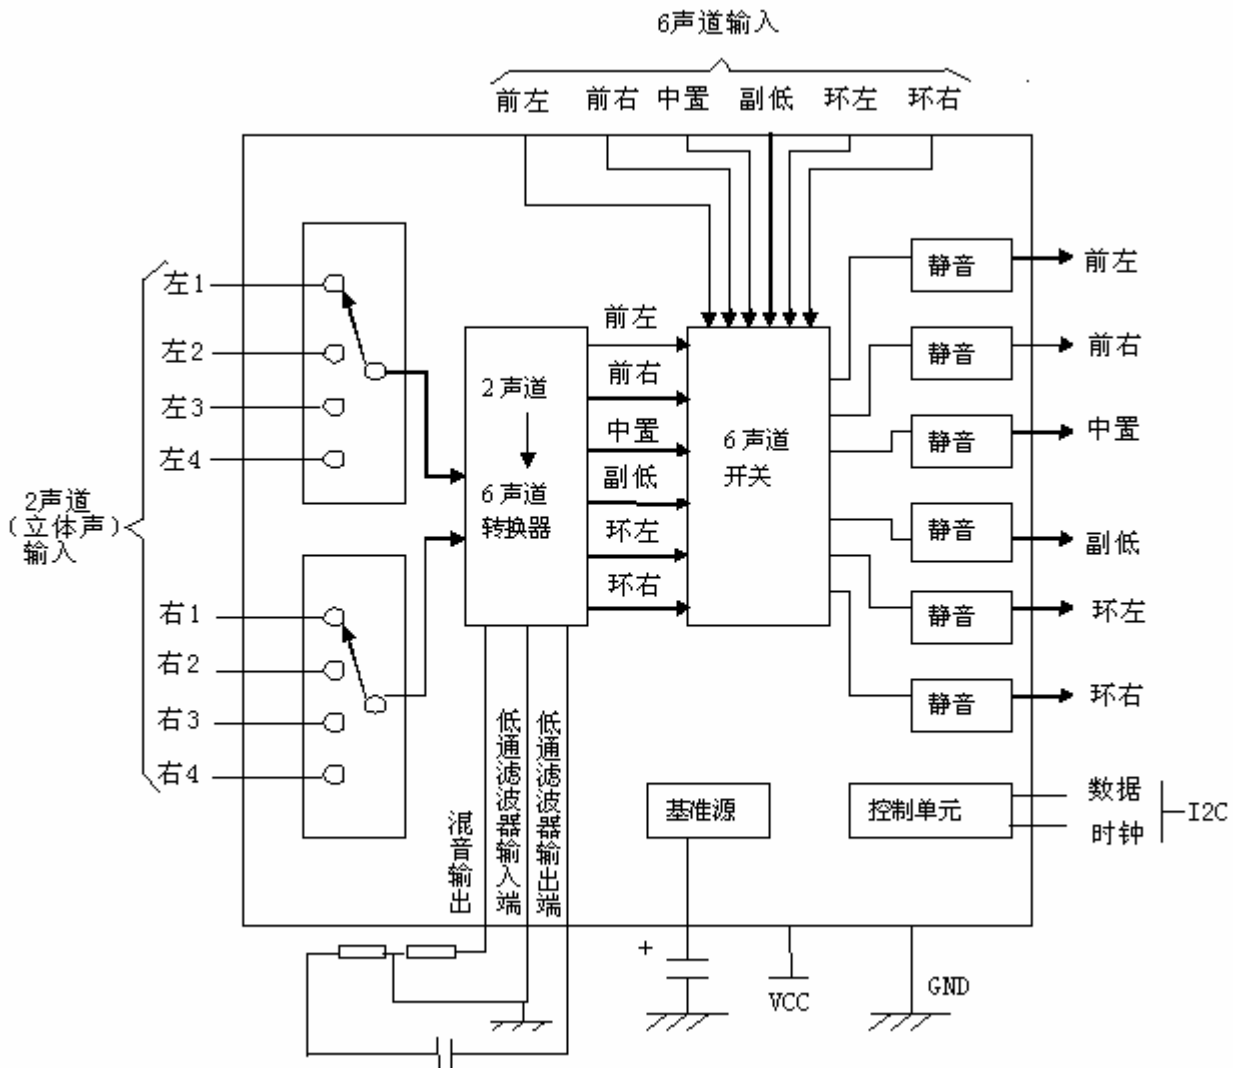 6声道输入
前左 前右 中置 副低 环左 环右
左1
左2
左3
左4
2声道
(立体声)
输入
右1
右2
右3
右4
2声道
6声道
转换器
前左
前右
中置
副低
环左
环右
6声道
开关
静音
静音
静音
静音
静音
静音
前左
前右
中置
副低
环左
环右
混音输出
低通滤波器输入端
低通滤波器输出端
基准源
控制单元
数据
时钟
I2C
+
VCC
GND